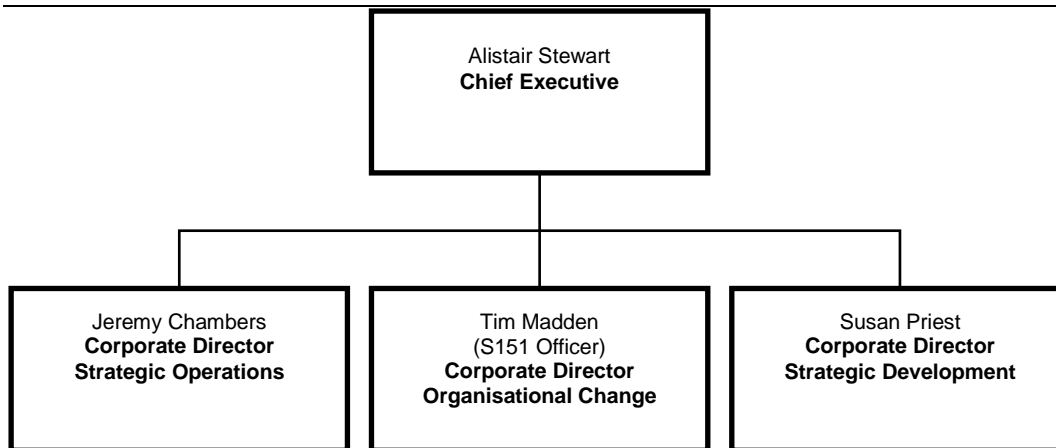 Alistair Stewart
Chief Executive
Jeremy Chambers
Corporate Director
Strategic Operations
Tim Madden
(S151 Officer)
Corporate Director
Organisational Change
Susan Priest
Corporate Director
Strategic Development